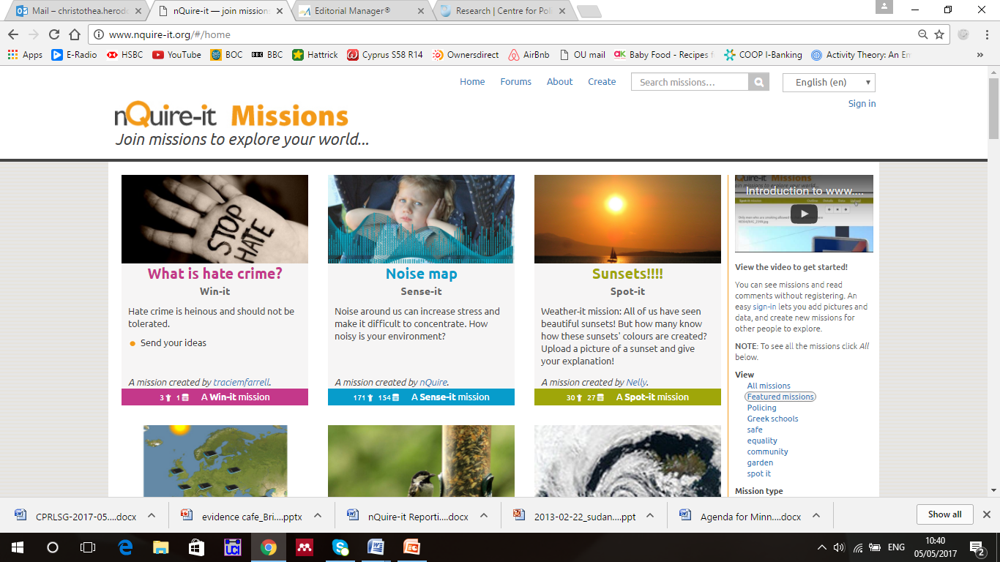 Mail – christothea.herodo
nQuire-it — join missions
Editorial Manager®
Research | Centre for Pol
www.nquire-it.org/#/home
Apps E-Radio HSBC YouTube BOC BBC Hattrick Cyprus S58 R14 Ownersdirect AirBnb OU mail Baby Food - Recipes f COOP I-Banking Activity Theory: An Em »
Home Forums About Create Search missions... English (en)
Sign in
nQuire-it Missions
Join missions to explore your world...
STOP
HATE
What is hate crime?
Win-it
Hate crime is heinous and should not be
tolerated.
Send your ideas
A mission created by traciemfarrell.
3 1 A Win-it mission
Noise map
Sense-it
Noise around us can increase stress and
make it difficult to concentrate. How
noisy is your environment?
A mission created by nQuire.
171 154 A Sense-it mission
Sunsets!!!!
Spot-it
Weather-it mission: All of us have seen
beautiful sunsets! But how many know
how these sunsets' colours are created?
Upload a picture of a sunset and give
your explanation!
A mission created by Nelly.
30 27 A Spot-it mission
Introduction to www....
View the video to get started!
You can see missions and read
comments without registering. An
easy sign-in lets you add pictures and
data, and create new missions for
other people to explore.
NOTE: To see all the missions click All
below.
View
All missions
Featured missions
Policing
Greek schools
safe
equality
community
garden
spot it
Mission type
CPRLSG-2017-05....docx
evidence cafe_Bri....pptx
nQuire-it Reporti....docx
2013-02-22_sudan....ppt
Agenda for Minn....docx
Show all
ENG
10:40
05/05/2017
2